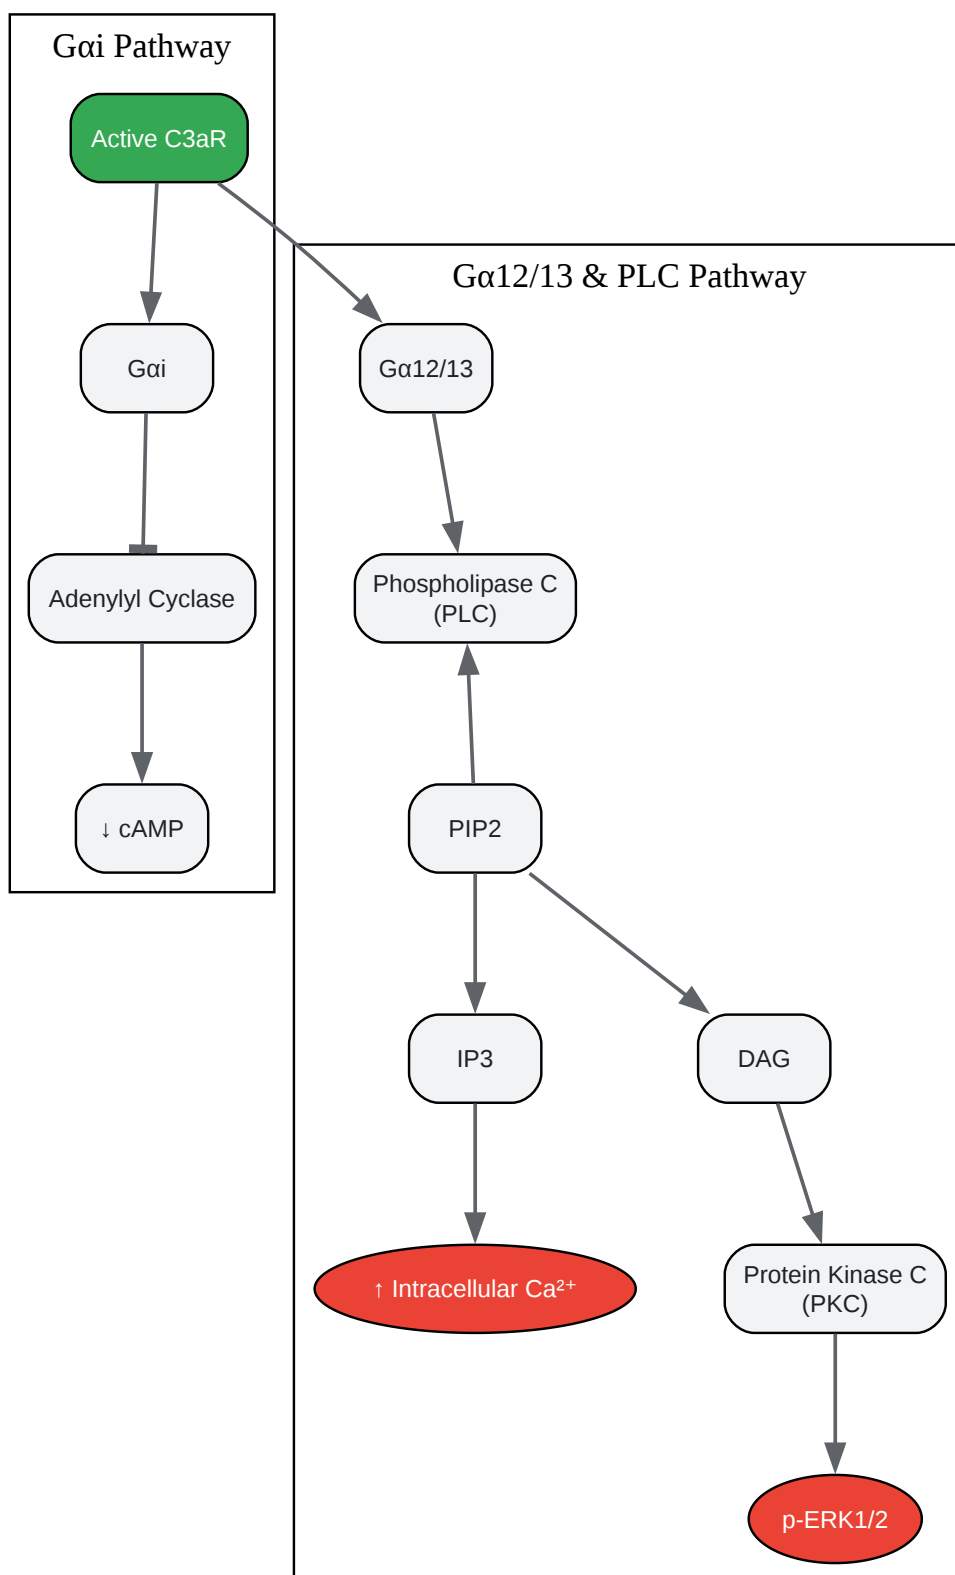 Gαi Pathway
Active C3aR
Gα12/13 & PLC Pathway
Gαi
Gα12/13
Adenylyl Cyclase
Phospholipase C
(PLC)
↓ cAMP
PIP2
IP3
DAG
↑ Intracellular Ca²⁺
Protein Kinase C
(PKC)
p-ERK1/2